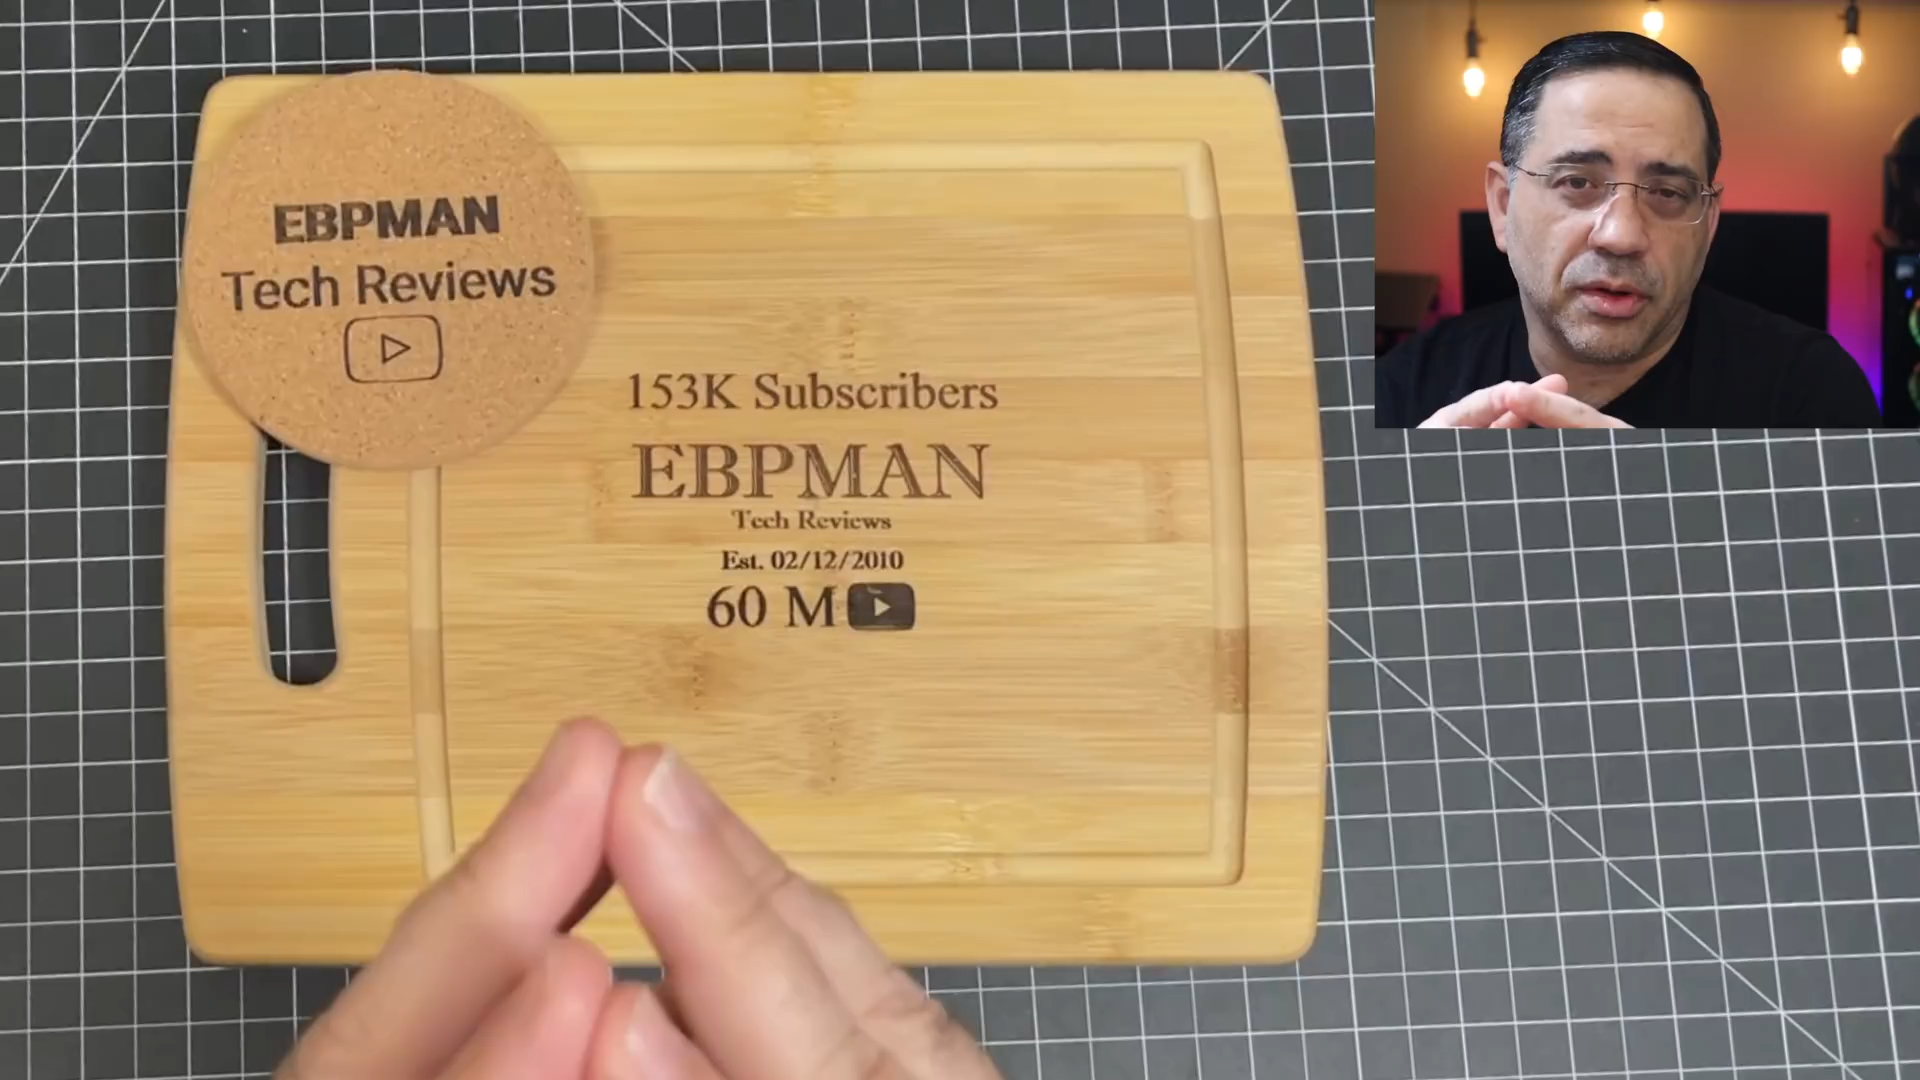 EBPMAN
Tech Reviews
153K Subscribers
EBPMAN
Tech Reviews
Est. 02/12/2010
60 M